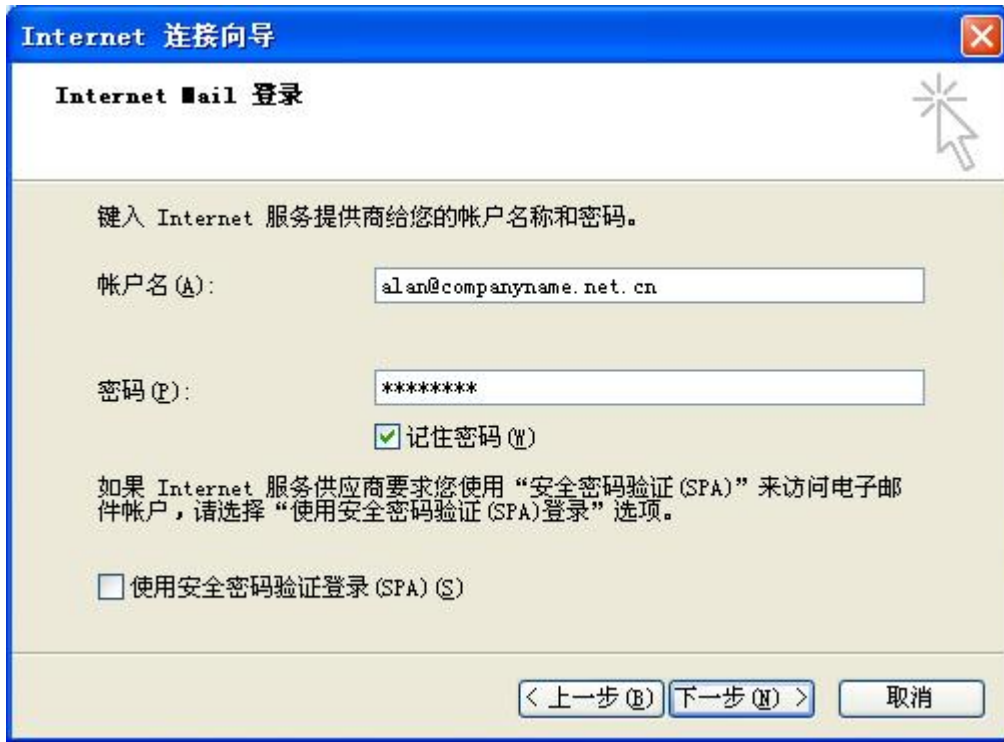 Internet 连接向导
Internet Mail 登录
键入 Internet 服务提供商给您的帐户名称和密码。
帐户名(A):
alan@companyname.net.cn
密码(P):
********
记住密码(W)
如果 Internet 服务供应商要求您使用“安全密码验证(SPA)”来访问电子邮
件帐户，请选择“使用安全密码验证(SPA)登录”选项。
使用安全密码验证登录(SPA)(S)
< 上一步(B) 下一步(N) > 取消